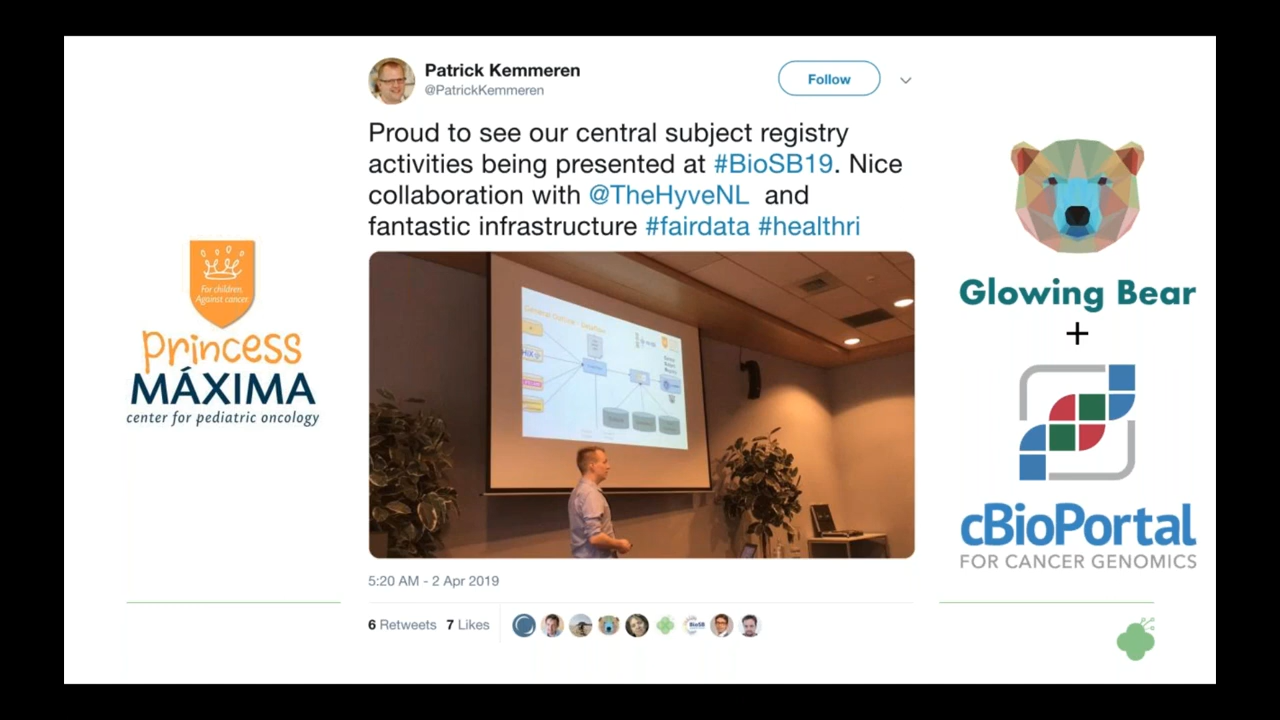 Patrick Kemmeren
@PatrickKemmeren
Follow
Proud to see our central subject registry
activities being presented at #BioSB19. Nice
collaboration with @TheHyveNL and
fantastic infrastructure #fairdata #healthri
5:20 AM - 2 Apr 2019
6 Retweets 7 Likes
BioSB
For children.
Against cancer.
princess
MÁXIMA
center for pediatric oncology
Glowing Bear
+
cBioPortal
FOR CANCER GENOMICS